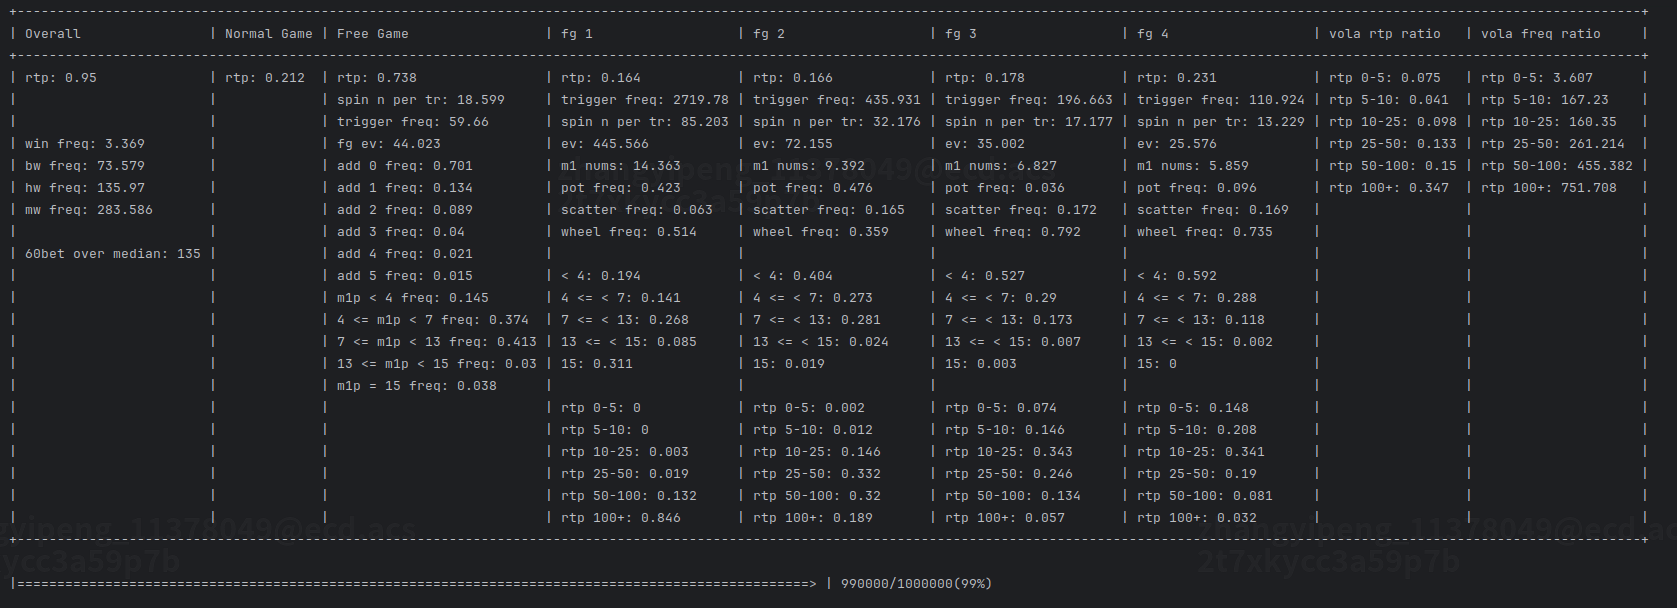 +-----------------------------------------------------------------------------------------------------------------------------------------------------------------------------------------------------------+
| Overall | Normal Game | Free Game | fg 1 | fg 2 | fg 3 | fg 4 | vola rtp ratio | vola freq ratio |
+-----------------------------------------------------------------------------------------------------------------------------------------------------------------------------------------------------------+
| rtp: 0.95 | rtp: 0.212 | rtp: 0.738 | rtp: 0.164 | rtp: 0.166 | rtp: 0.178 | rtp: 0.231 | rtp 0-5: 0.075 | rtp 0-5: 3.607 |
| | | spin n per tr: 18.599 | trigger freq: 2719.78 | trigger freq: 435.931 | trigger freq: 196.663 | trigger freq: 110.924 | rtp 5-10: 0.041 | rtp 5-10: 167.23 |
| | | trigger freq: 59.66 | spin n per tr: 85.203 | spin n per tr: 32.176 | spin n per tr: 17.177 | spin n per tr: 13.229 | rtp 10-25: 0.098 | rtp 10-25: 160.35 |
| win freq: 3.369 | | fg ev: 44.023 | ev: 445.566 | ev: 72.155 | ev: 35.002 | ev: 25.576 | rtp 25-50: 0.133 | rtp 25-50: 261.214 |
| bw freq: 73.579 | | add 0 freq: 0.701 | m1 nums: 14.363 | m1 nums: 9.392 | m1 nums: 6.827 | m1 nums: 5.859 | rtp 50-100: 0.15 | rtp 50-100: 455.382 |
| hw freq: 135.97 | | add 1 freq: 0.134 | pot freq: 0.423 | pot freq: 0.476 | pot freq: 0.036 | pot freq: 0.096 | rtp 100+: 0.347 | rtp 100+: 751.708 |
| mw freq: 283.586 | | add 2 freq: 0.089 | scatter freq: 0.063 | scatter freq: 0.165 | scatter freq: 0.172 | scatter freq: 0.169 | | |
| | | add 3 freq: 0.04 | wheel freq: 0.514 | wheel freq: 0.359 | wheel freq: 0.792 | wheel freq: 0.735 | | |
| 60bet over median: 135 | | add 4 freq: 0.021 | | | | | | |
| | | add 5 freq: 0.015 | < 4: 0.194 | < 4: 0.404 | < 4: 0.527 | < 4: 0.592 | | |
| | | m1p < 4 freq: 0.145 | 4 <= < 7: 0.141 | 4 <= < 7: 0.273 | 4 <= < 7: 0.29 | 4 <= < 7: 0.288 | | |
| | | 4 <= m1p < 7 freq: 0.374 | 7 <= < 13: 0.268 | 7 <= < 13: 0.281 | 7 <= < 13: 0.173 | 7 <= < 13: 0.118 | | |
| | | 7 <= m1p < 13 freq: 0.413 | 13 <= < 15: 0.085 | 13 <= < 15: 0.024 | 13 <= < 15: 0.007 | 13 <= < 15: 0.002 | | |
| | | 13 <= m1p < 15 freq: 0.03 | 15: 0.311 | 15: 0.019 | 15: 0.003 | 15: 0 | | |
| | | m1p = 15 freq: 0.038 | | | | | | |
| | | | rtp 0-5: 0 | rtp 0-5: 0.002 | rtp 0-5: 0.074 | rtp 0-5: 0.148 | | |
| | | | rtp 5-10: 0 | rtp 5-10: 0.012 | rtp 5-10: 0.146 | rtp 5-10: 0.208 | | |
| | | | rtp 10-25: 0.003 | rtp 10-25: 0.146 | rtp 10-25: 0.343 | rtp 10-25: 0.341 | | |
| | | | rtp 25-50: 0.019 | rtp 25-50: 0.332 | rtp 25-50: 0.246 | rtp 25-50: 0.19 | | |
| | | | rtp 50-100: 0.132 | rtp 50-100: 0.32 | rtp 50-100: 0.134 | rtp 50-100: 0.081 | | |
| | | | rtp 100+: 0.846 | rtp 100+: 0.189 | rtp 100+: 0.057 | rtp 100+: 0.032 | | |
+-----------------------------------------------------------------------------------------------------------------------------------------------------------------------------------------------------------+
|===================================================================================================> | 990000/1000000(99%)